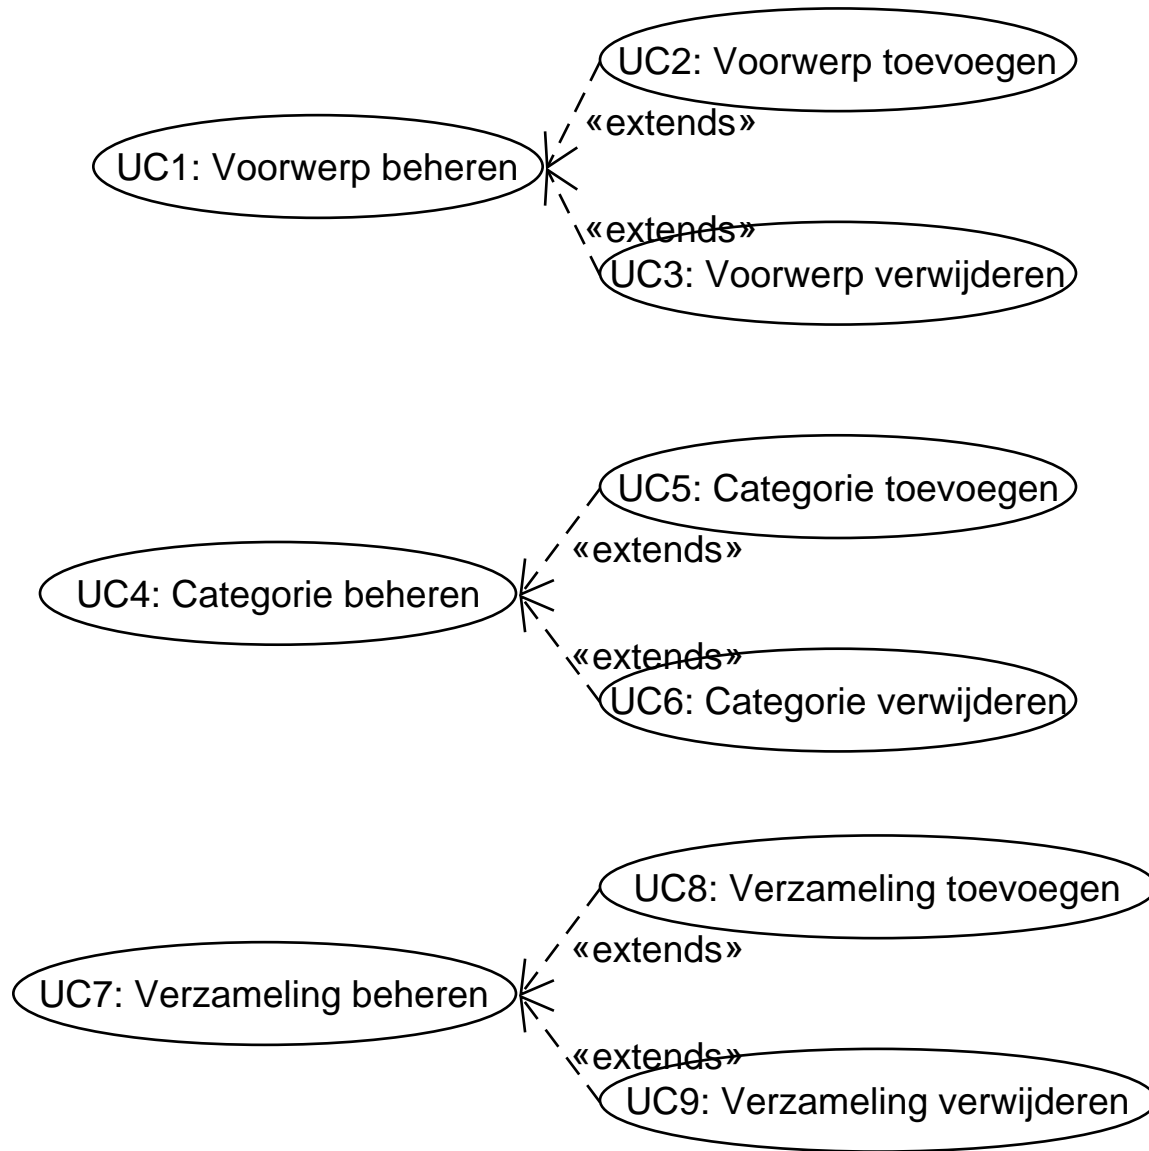 UC2: Voorwerp toevoegen
«extends»
UC1: Voorwerp beheren
«extends»
UC3: Voorwerp verwijderen
UC5: Categorie toevoegen
«extends»
UC4: Categorie beheren
«extends»
UC6: Categorie verwijderen
UC8: Verzameling toevoegen
«extends»
UC7: Verzameling beheren
«extends»
UC9: Verzameling verwijderen